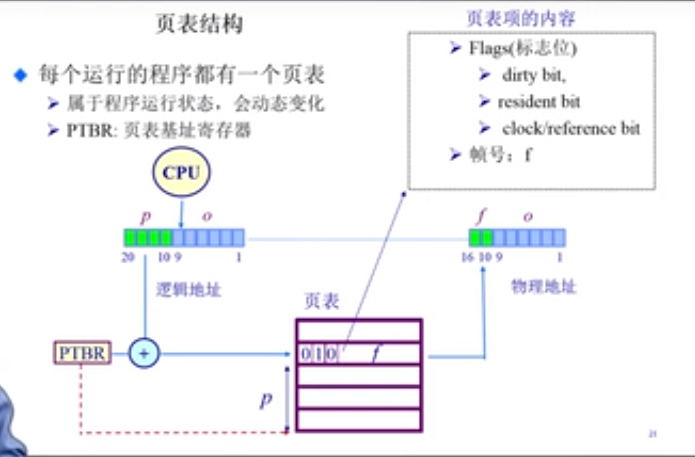 页表结构
每个运行的程序都有一个页表
属于程序运行状态，会动态变化
PTBR: 页表基址寄存器
页表项的内容
Flags(标志位)
dirty bit,
resident bit
clock/reference bit
帧号：f
CPU
p o
20 10 9 1
逻辑地址
f o
16 10 9 1
物理地址
页表
0 1 0 f
PTBR
+
p
21